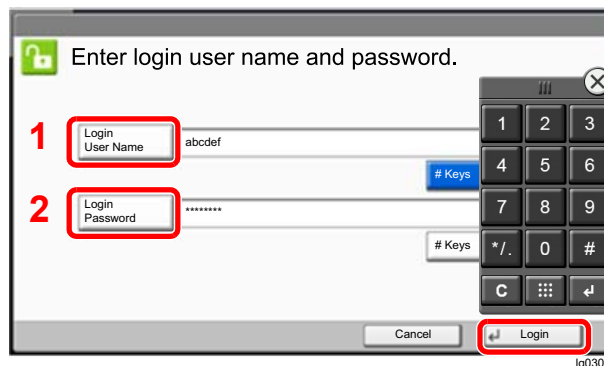 Enter login user name and password.
1
Login
User Name
abcdef
# Keys
2
Login
Password
********
# Keys
1 2 3
4 5 6
7 8 9
*/. 0 #
C
Cancel
Login